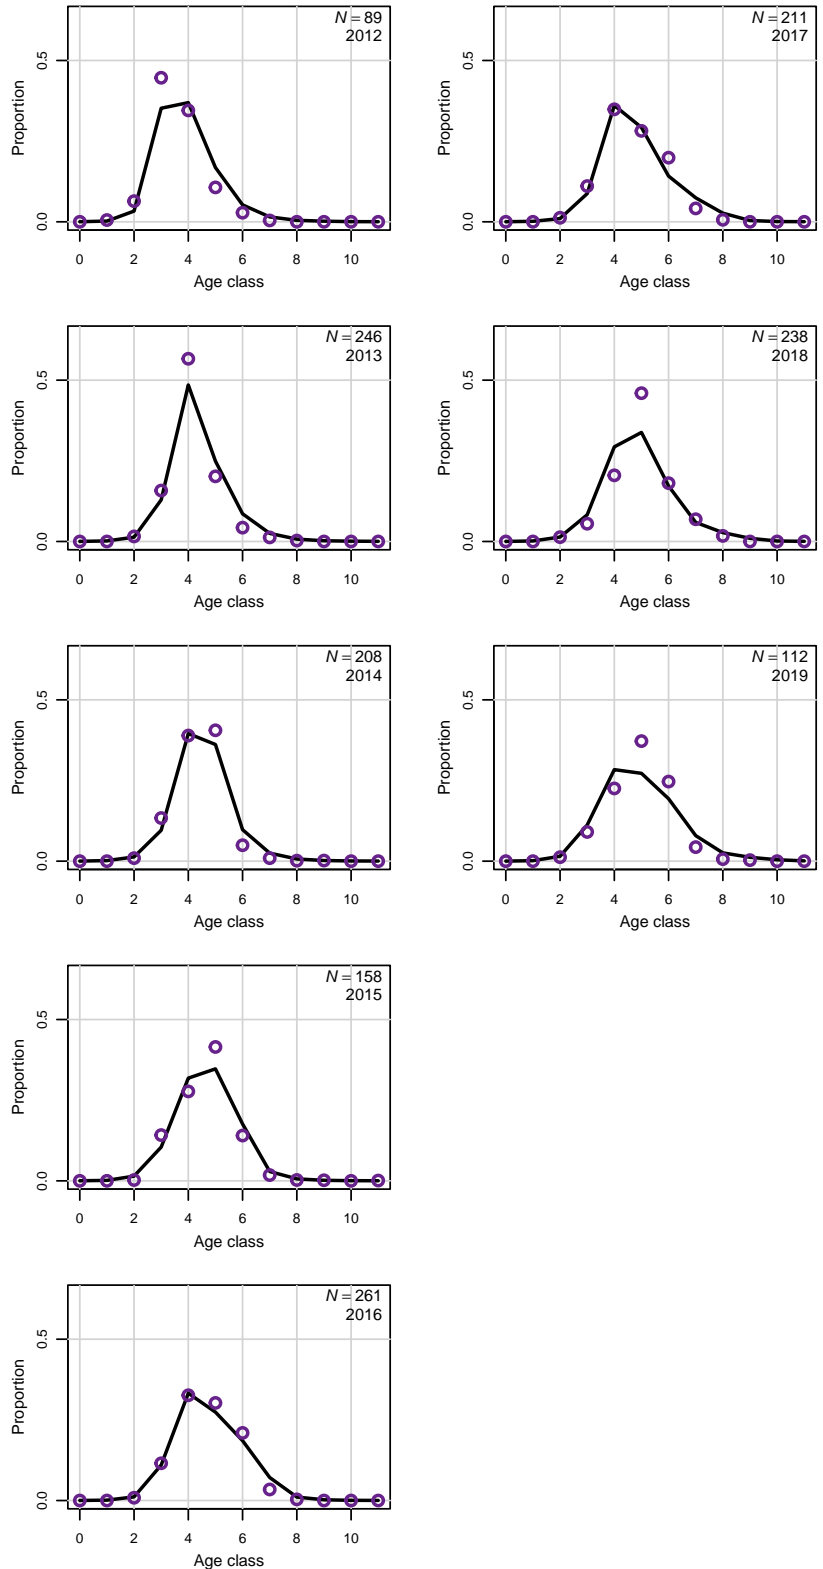 N = 89
2012
Proportion
0.5
0.0
0 2 4 6 8 10
Age class
N = 246
2013
Proportion
0.5
0.0
0 2 4 6 8 10
Age class
N = 208
2014
Proportion
0.5
0.0
0 2 4 6 8 10
Age class
N = 158
2015
Proportion
0.5
0.0
0 2 4 6 8 10
Age class
N = 261
2016
Proportion
0.5
0.0
0 2 4 6 8 10
Age class
N = 211
2017
Proportion
0.5
0.0
0 2 4 6 8 10
Age class
N = 238
2018
Proportion
0.5
0.0
0 2 4 6 8 10
Age class
N = 112
2019
Proportion
0.5
0.0
0 2 4 6 8 10
Age class